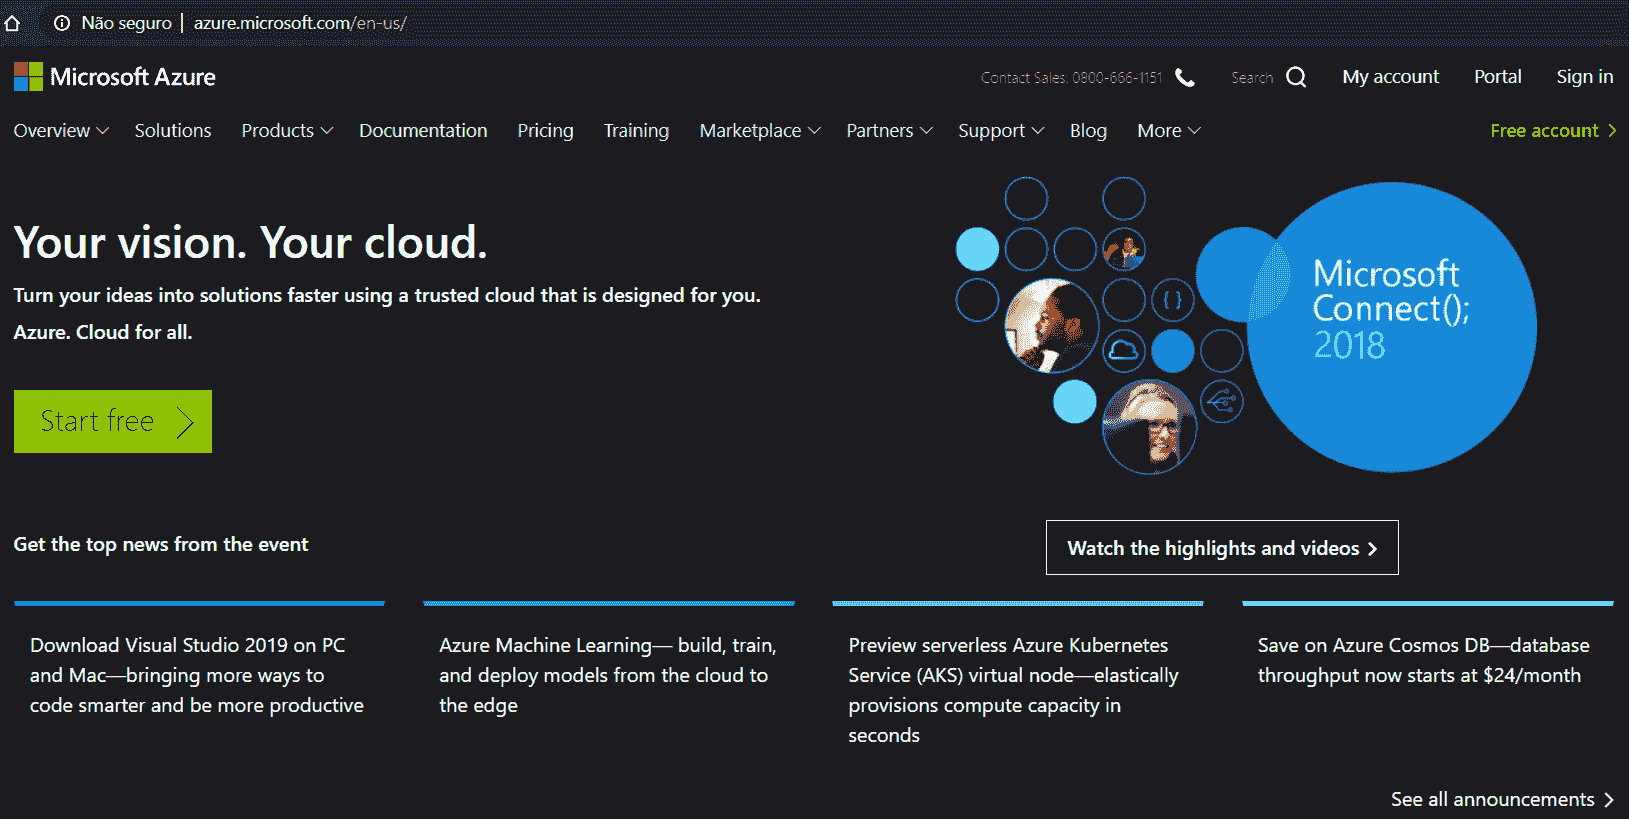 Não seguro | azure.microsoft.com/en-us/
Microsoft Azure
Contact Sales: 0800-666-1151 Search My account Portal Sign in
Overview Solutions Products Documentation Pricing Training Marketplace Partners Support Blog More Free account
Your vision. Your cloud.
Turn your ideas into solutions faster using a trusted cloud that is designed for you.
Azure. Cloud for all.
Start free
{ }
Microsoft
Connect();
2018
Get the top news from the event
Watch the highlights and videos
Download Visual Studio 2019 on PC
and Mac—bringing more ways to
code smarter and be more productive
Azure Machine Learning— build, train,
and deploy models from the cloud to
the edge
Preview serverless Azure Kubernetes
Service (AKS) virtual node—elastically
provisions compute capacity in
seconds
Save on Azure Cosmos DB—database
throughput now starts at $24/month
See all announcements